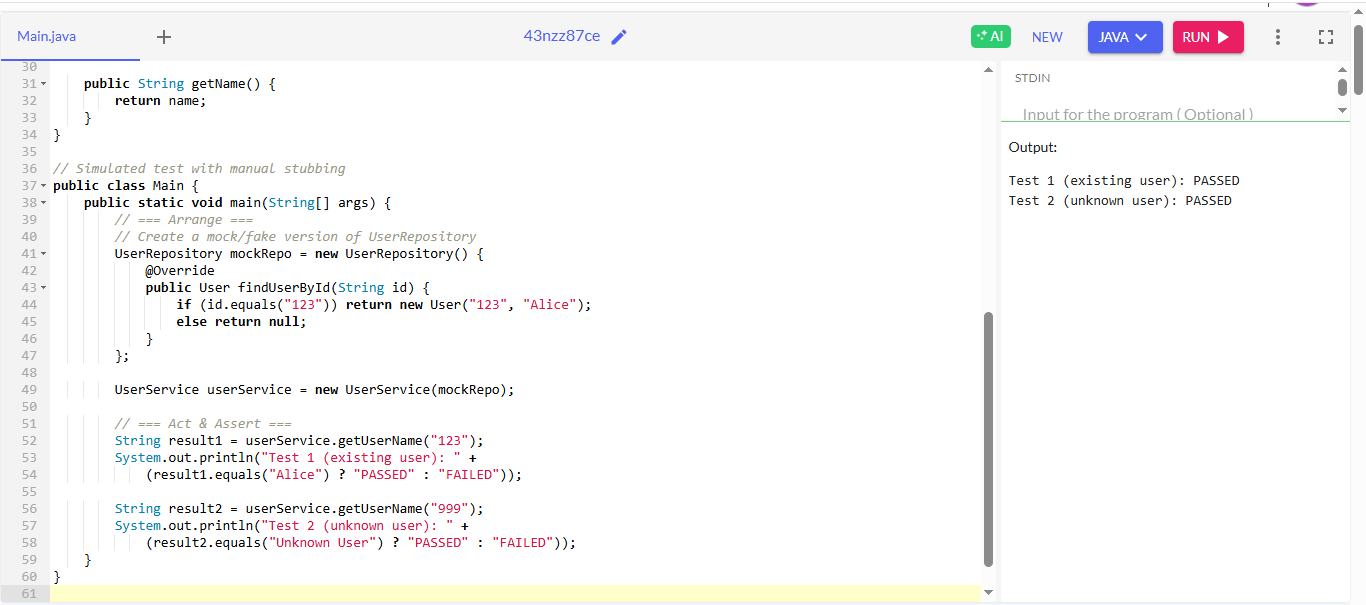 Main.java
43nzz87ce
AI
NEW
JAVA
RUN
30
31     public String getName() {
32         return name;
33     }
34 }
35
36 // Simulated test with manual stubbing
37 public class Main {
38     public static void main(String[] args) {
39         // === Arrange ===
40         // Create a mock/fake version of UserRepository
41         UserRepository mockRepo = new UserRepository() {
42             @Override
43             public User findUserById(String id) {
44                 if (id.equals("123")) return new User("123", "Alice");
45                 else return null;
46             }
47         };
48
49         UserService userService = new UserService(mockRepo);
50
51         // === Act & Assert ===
52         String result1 = userService.getUserName("123");
53         System.out.println("Test 1 (existing user): " +
54             (result1.equals("Alice") ? "PASSED" : "FAILED"));
55
56         String result2 = userService.getUserName("999");
57         System.out.println("Test 2 (unknown user): " +
58             (result2.equals("Unknown User") ? "PASSED" : "FAILED"));
59     }
60 }
61
STDIN
Input for the program ( Optional )
Output:
Test 1 (existing user): PASSED
Test 2 (unknown user): PASSED